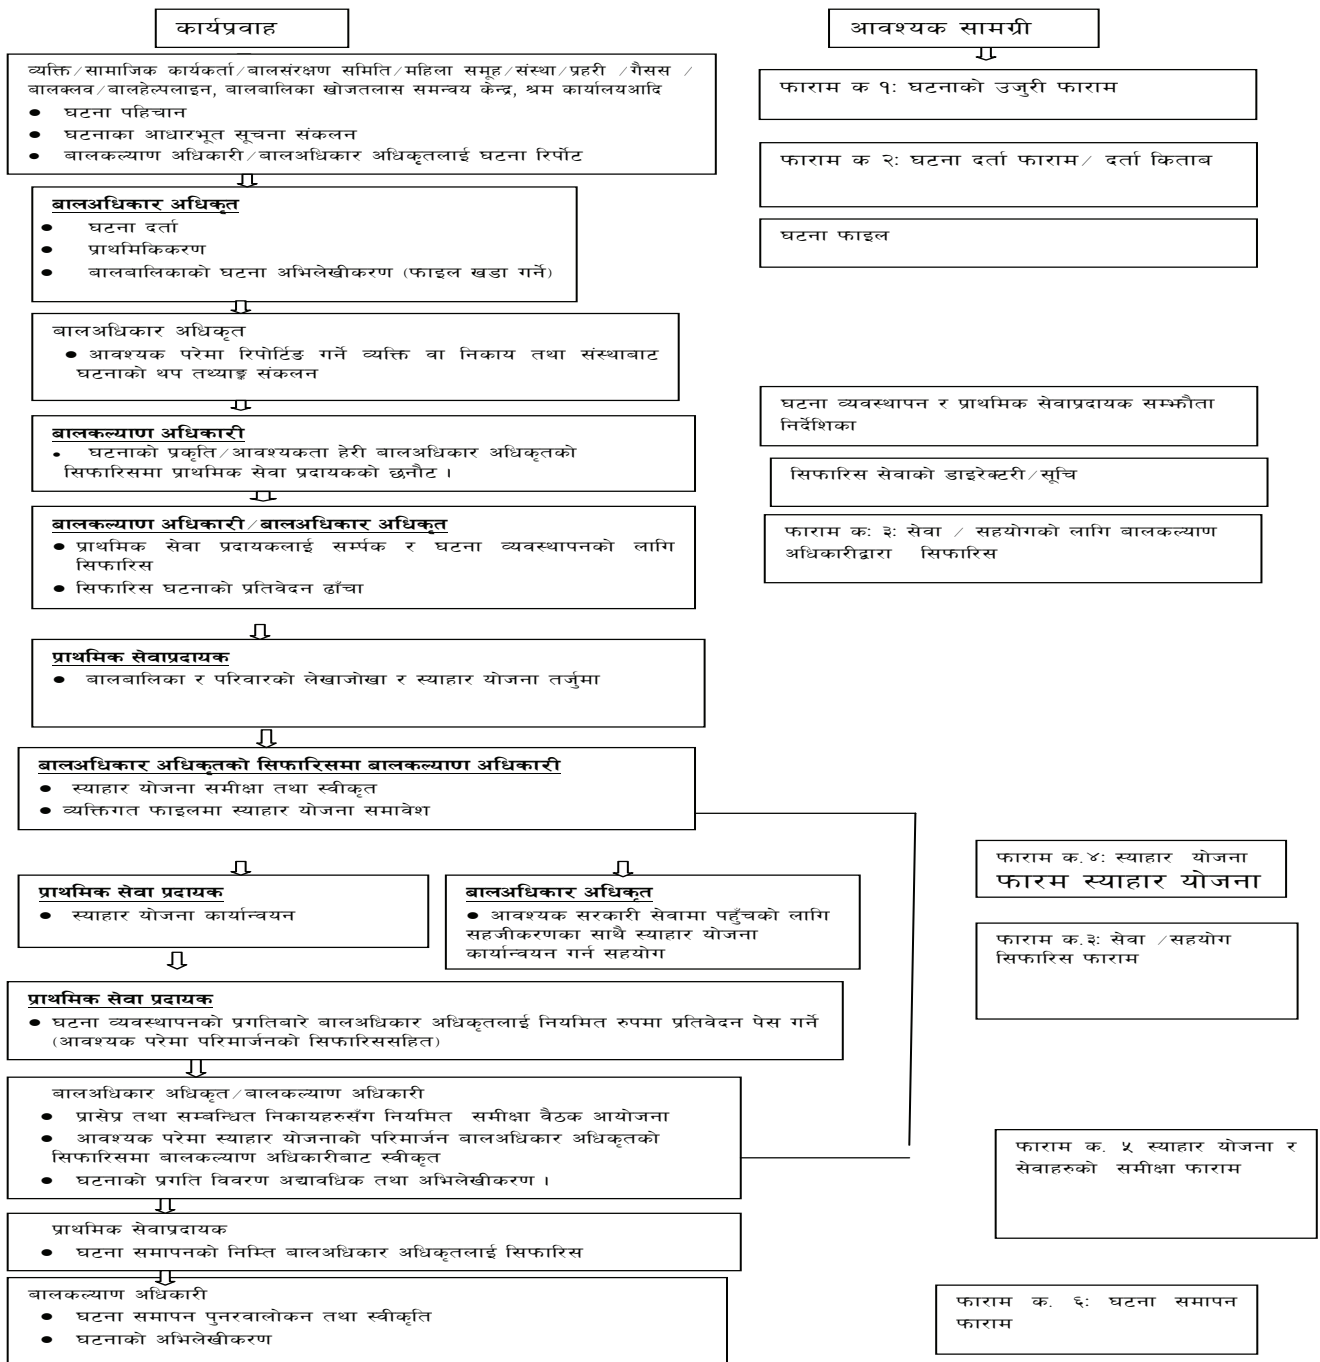 कार्यप्रवाह
व्यक्ति/सामाजिक कार्यकर्ता/बालसंरक्षण समिति/महिला समूह/संस्था/प्रहरी /गैसस /
बालक्लव/बालहेल्पलाइन, बालबालिका खोजतलास समन्वय केन्द्र, श्रम कार्यालयआदि
● घटना पहिचान
● घटनाका आधारभूत सूचना संकलन
● बालकल्याण अधिकारी/बालअधिकार अधिकृतलाई घटना रिर्पोट
बालअधिकार अधिकृत
● घटना दर्ता
● प्राथमिकिकरण
● बालबालिकाको घटना अभिलेखीकरण (फाइल खडा गर्ने)
बालअधिकार अधिकृत
● आवश्यक परेमा रिपोर्टिङ गर्ने व्यक्ति वा निकाय तथा संस्थाबाट
घटनाको थप तथ्याङ्क संकलन
बालकल्याण अधिकारी
● घटनाको प्रकृति/आवश्यकता हेरी बालअधिकार अधिकृतको
सिफारिसमा प्राथमिक सेवा प्रदायकको छनौट ।
बालकल्याण अधिकारी/बालअधिकार अधिकृत
● प्राथमिक सेवा प्रदायकलाई सर्म्पक र घटना व्यवस्थापनको लागि
सिफारिस
● सिफारिस घटनाको प्रतिवेदन ढाँचा
प्राथमिक सेवाप्रदायक
● बालबालिका र परिवारको लेखाजोखा र स्याहार योजना तर्जुमा
बालअधिकार अधिकृतको सिफारिसमा बालकल्याण अधिकारी
● स्याहार योजना समीक्षा तथा स्वीकृत
● व्यक्तिगत फाइलमा स्याहार योजना समावेश
प्राथमिक सेवा प्रदायक
● स्याहार योजना कार्यान्वयन
बालअधिकार अधिकृत
● आवश्यक सरकारी सेवामा पहुँचको लागि
सहजीकरणका साथै स्याहार योजना
कार्यान्वयन गर्न सहयोग
प्राथमिक सेवा प्रदायक
● घटना व्यवस्थापनको प्रगतिबारे बालअधिकार अधिकृतलाई नियमित रुपमा प्रतिवेदन पेस गर्ने
(आवश्यक परेमा परिमार्जनको सिफारिससहित)
बालअधिकार अधिकृत/बालकल्याण अधिकारी
● प्रासेप्र तथा सम्बन्धित निकायहरुसँग नियमित समीक्षा वैठक आयोजना
● आवश्यक परेमा स्याहार योजनाको परिमार्जन बालअधिकार अधिकृतको
सिफारिसमा बालकल्याण अधिकारीबाट स्वीकृत
● घटनाको प्रगति विवरण अद्यावधिक तथा अभिलेखीकरण ।
प्राथमिक सेवाप्रदायक
● घटना समापनको निम्ति बालअधिकार अधिकृतलाई सिफारिस
बालकल्याण अधिकारी
● घटना समापन पुनरवालोकन तथा स्वीकृति
● घटनाको अभिलेखीकरण
आवश्यक सामग्री
फाराम क १: घटनाको उजुरी फाराम
फाराम क २: घटना दर्ता फाराम/ दर्ता किताब
घटना फाइल
घटना व्यवस्थापन र प्राथमिक सेवाप्रदायक सम्झौता
निर्देशिका
सिफारिस सेवाको डाइरेक्टरी/सूचि
फाराम क: ३: सेवा / सहयोगको लागि बालकल्याण
अधिकारीद्वारा सिफारिस
फाराम क.४: स्याहार योजना
फारम स्याहार योजना
फाराम क.३: सेवा /सहयोग
सिफारिस फाराम
फाराम क. ५ स्याहार योजना र
सेवाहरुको समीक्षा फाराम
फाराम क. ६: घटना समापन
फाराम